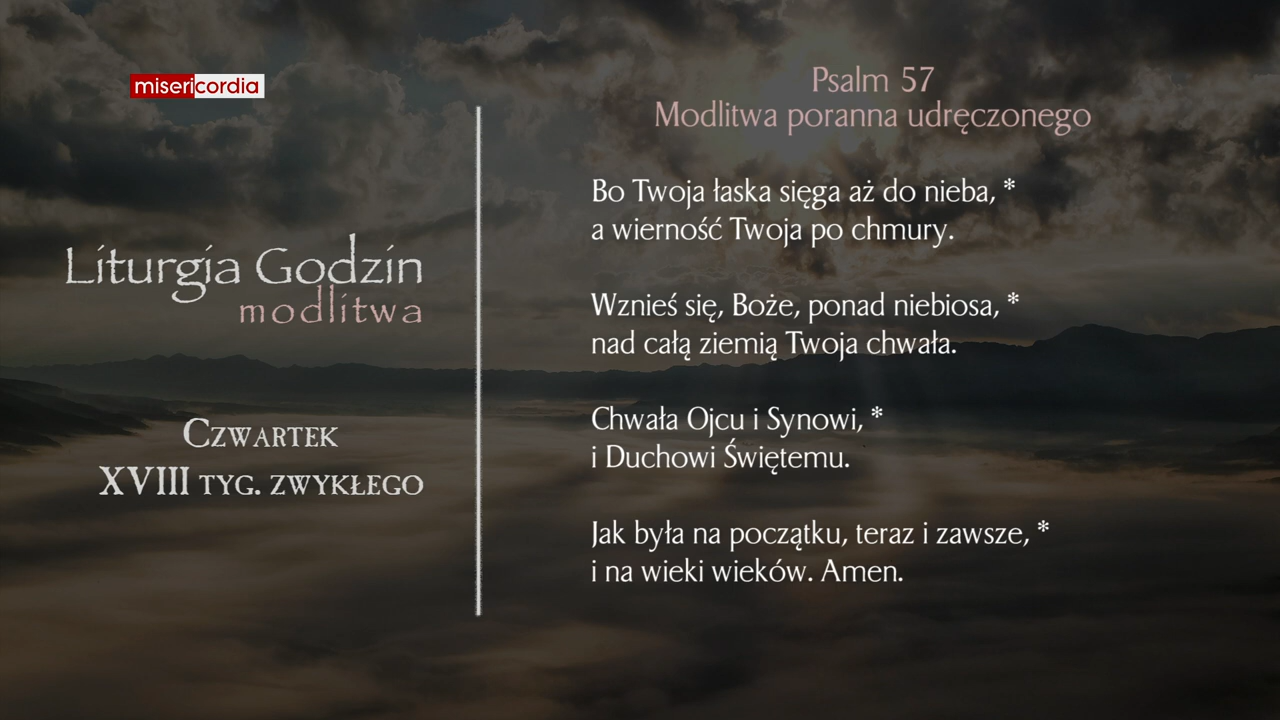 misericordia
Liturgia Godzin
modlitwa
Czwartek
XVIII tyg. zwykłego
Psalm 57
Modlitwa poranna udręczonego
Bo Twoja łaska sięga aż do nieba, *
a wierność Twoja po chmury.
Wznieś się, Boże, ponad niebiosa, *
nad całą ziemią Twoja chwała.
Chwała Ojcu i Synowi, *
i Duchowi Świętemu.
Jak była na początku, teraz i zawsze, *
i na wieki wieków. Amen.